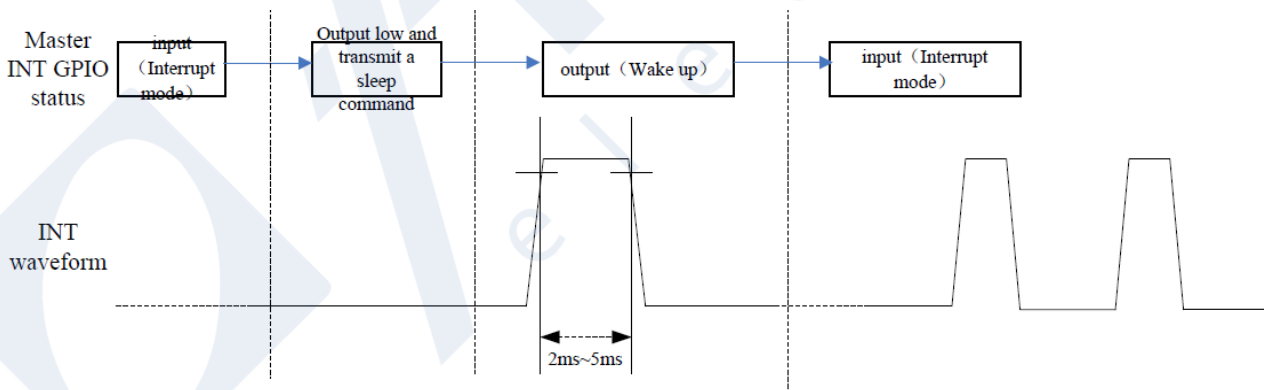 Master
INT GPIO
status
input
（Interrupt
mode）
Output low and
transmit a
sleep
command
output（Wake up）
input（Interrupt
mode）
INT
waveform
2ms~5ms
e l e